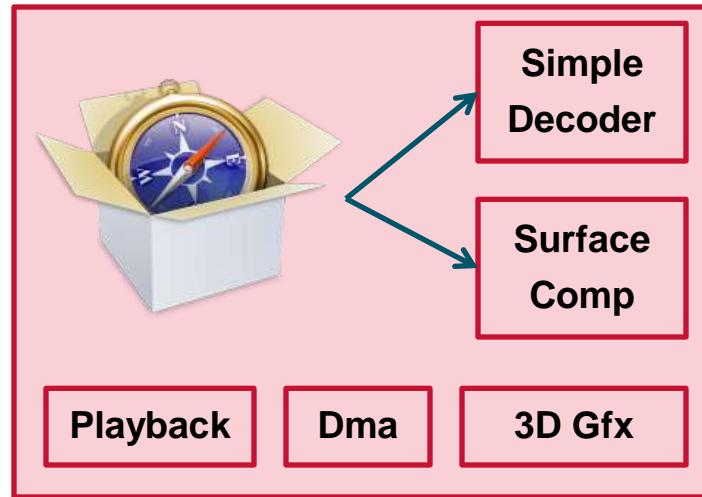 Simple
Decoder
N
E
W
Surface
Comp
Playback
Dma
3D Gfx